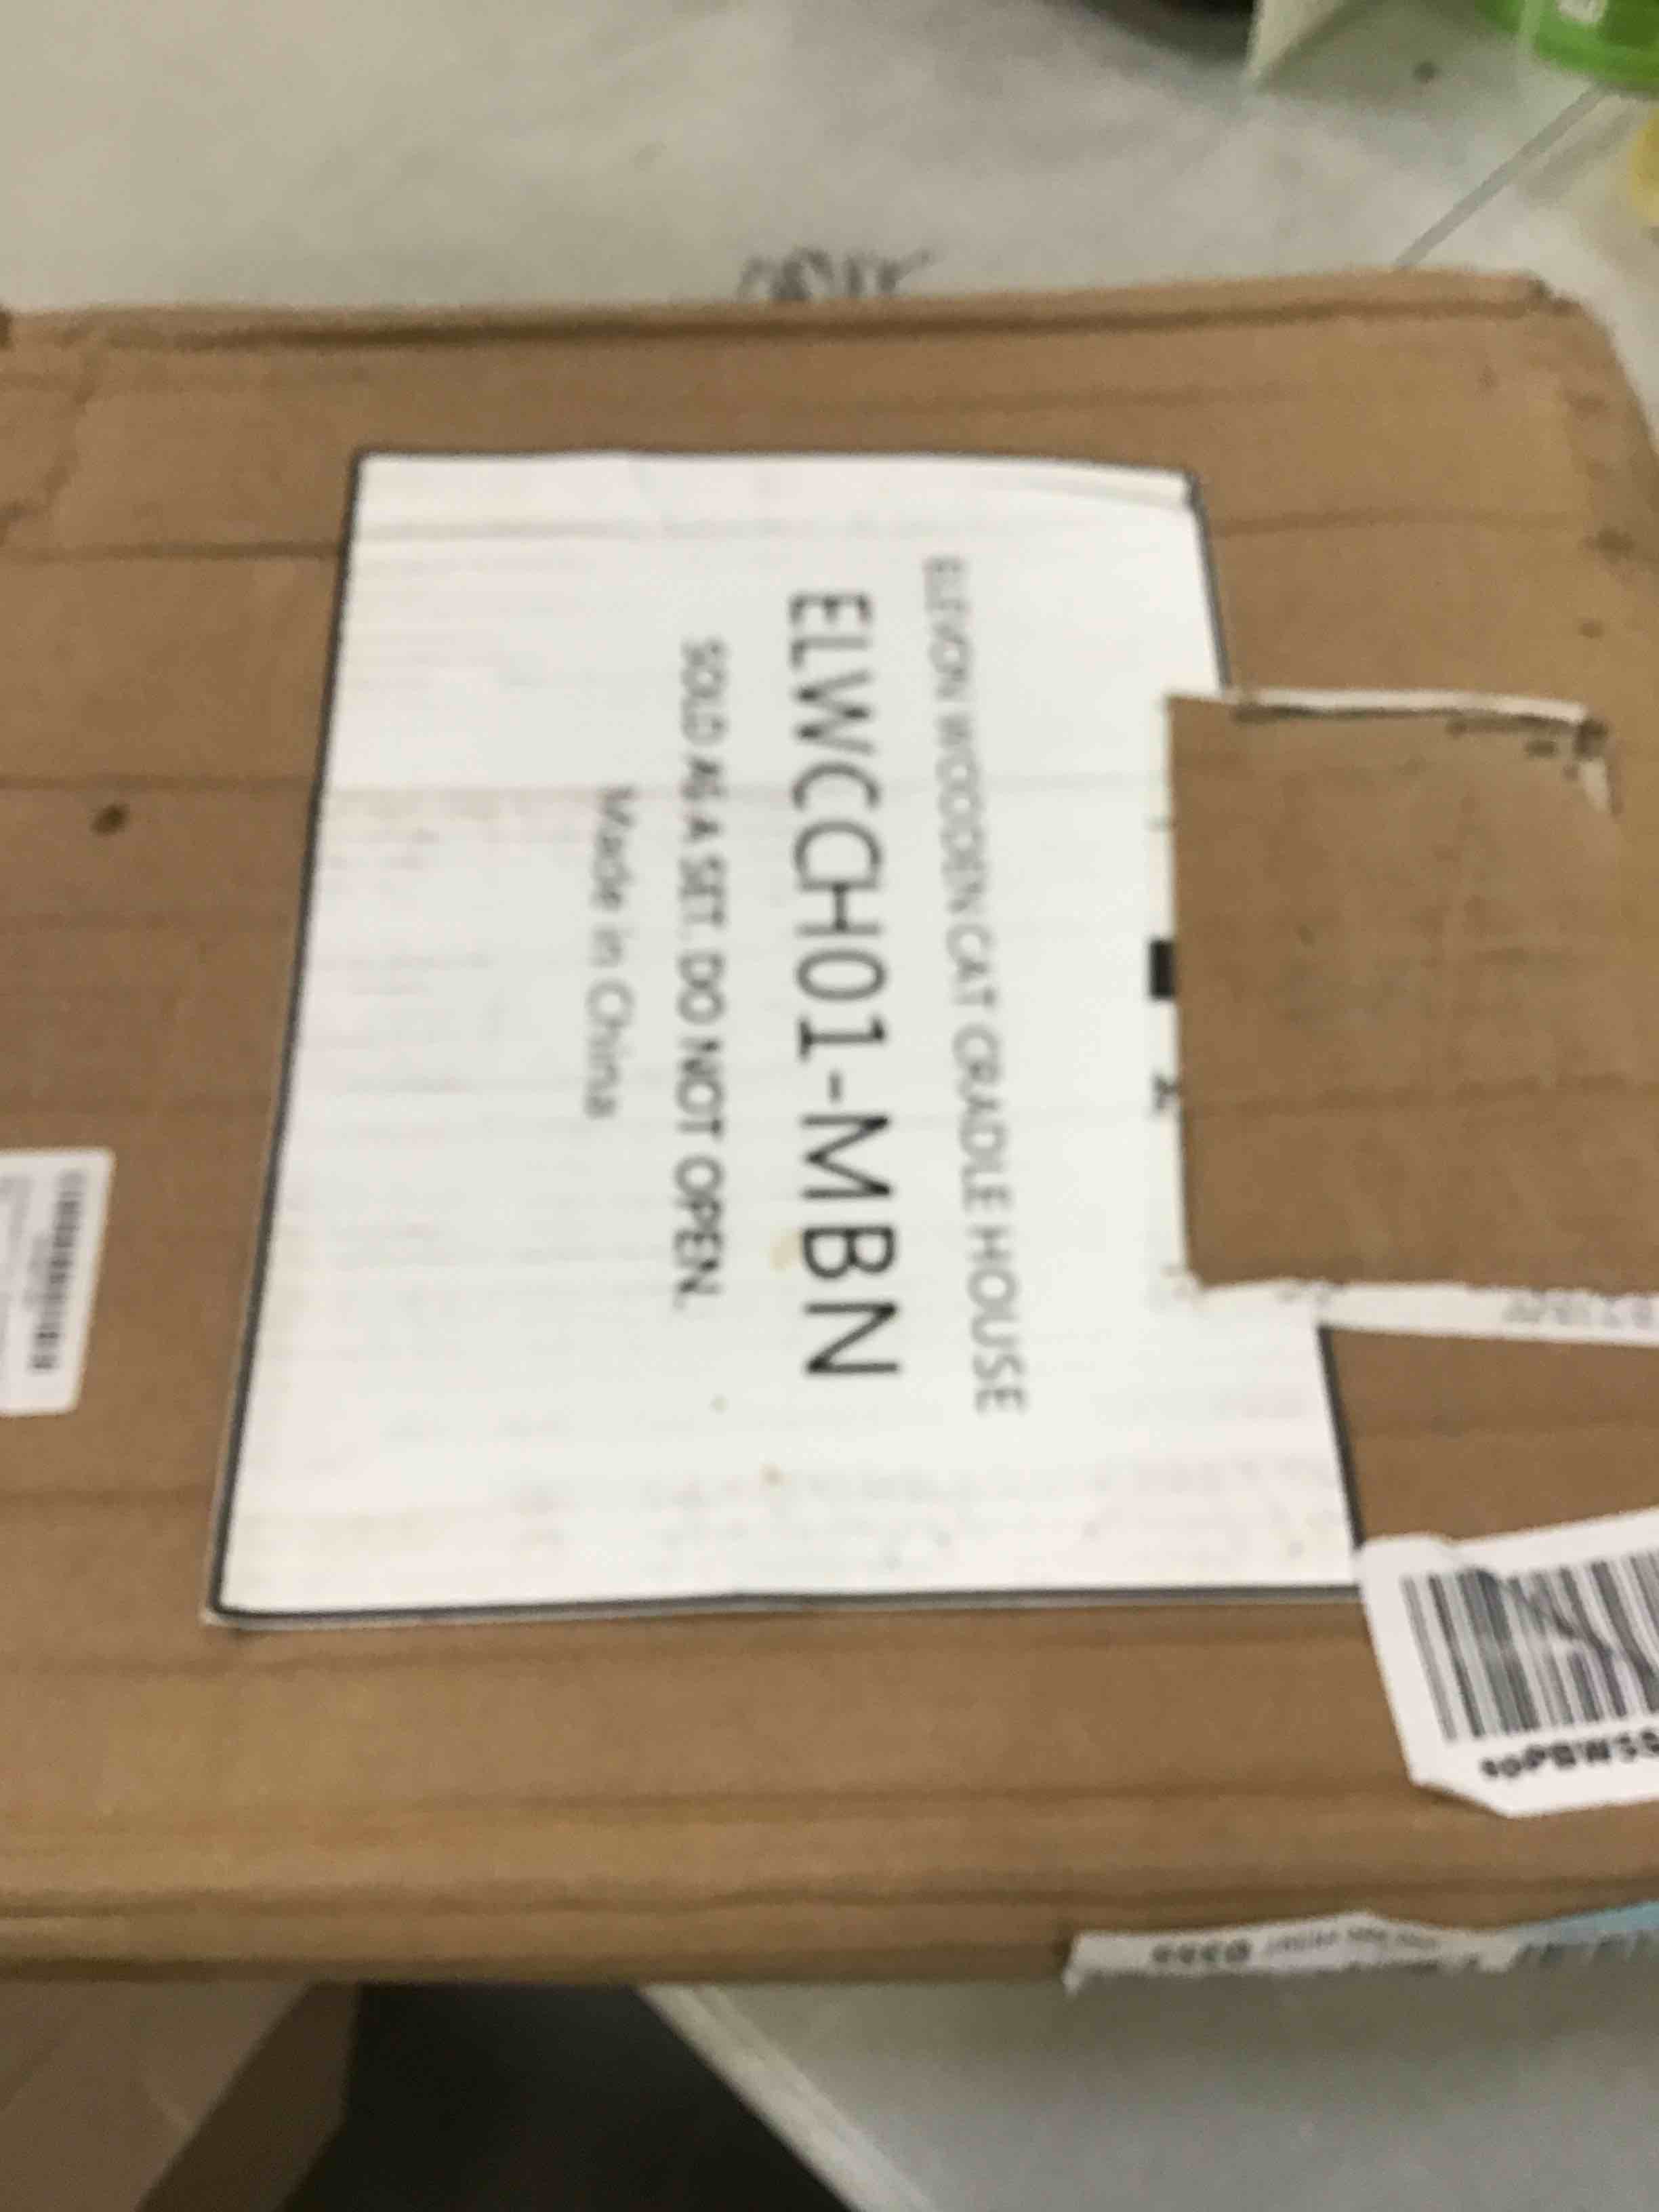 ELEVON WOODEN CAT CRADLE HOUSE
ELWCCH01-MBN
SOLD AS A SET. DO NOT OPEN.
Made in China